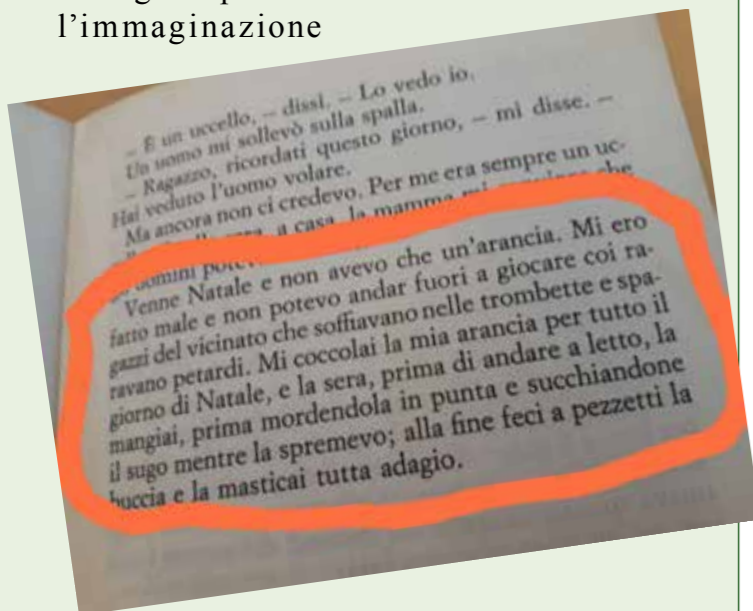 l’immaginazione
– È un uccello, – dissi. – Lo vedo io.
Un uomo mi sollevò sulla spalla.
– Ragazzo, ricordati questo giorno, – mi disse. –
Hai veduto l'uomo volare.
Ma ancora non ci credevo. Per me era sempre un uc-
a casa, la mamma mi che
uomini
Venne Natale e non avevo che un'arancia. Mi ero
fatto male e non potevo andar fuori a giocare coi ra-
gazzi del vicinato che soffiavano nelle trombette e spa-
ravano petardi. Mi coccolai la mia arancia per tutto il
giorno di Natale, e la sera, prima di andare a letto, la
mangiai, prima mordendola in punta e succhiandone
il sugo mentre la spremevo; alla fine feci a pezzetti la
buccia e la masticai tutta adagio.